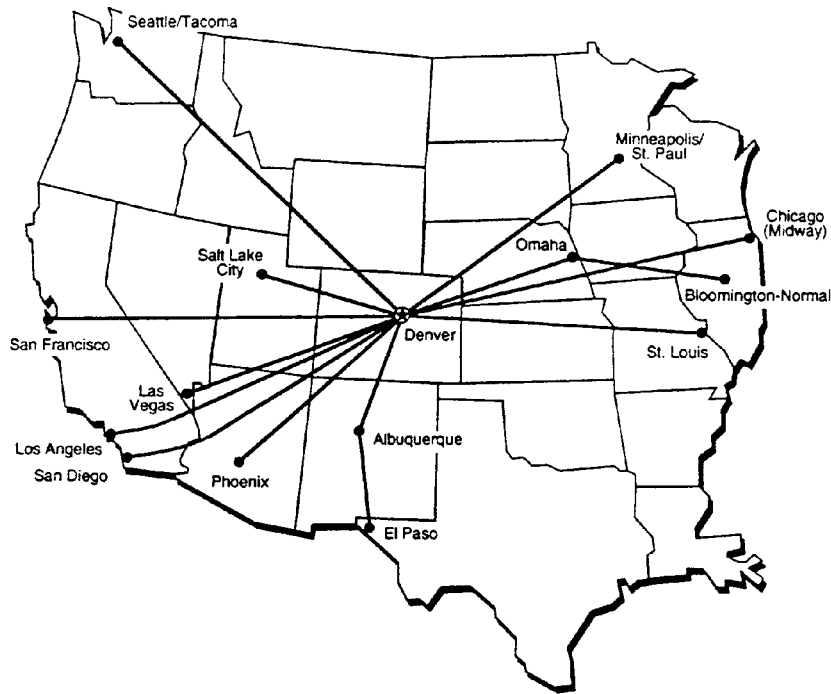 Seattle/Tacoma
Minneapolis/
St. Paul
Chicago
(Midway)
Omaha
Salt Lake
City
Bloomington-Normal
Denver
San Francisco
St. Louis
Las
Vegas
Albuquerque
Los Angeles
San Diego
Phoenix
El Paso